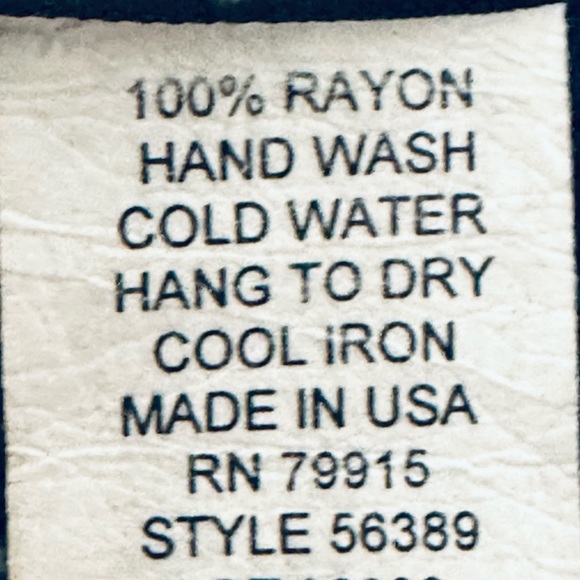 100% RAYON
HAND WASH
COLD WATER
HANG TO DRY
COOL iRON
MADE IN USA
RN 79915
STYLE 56389